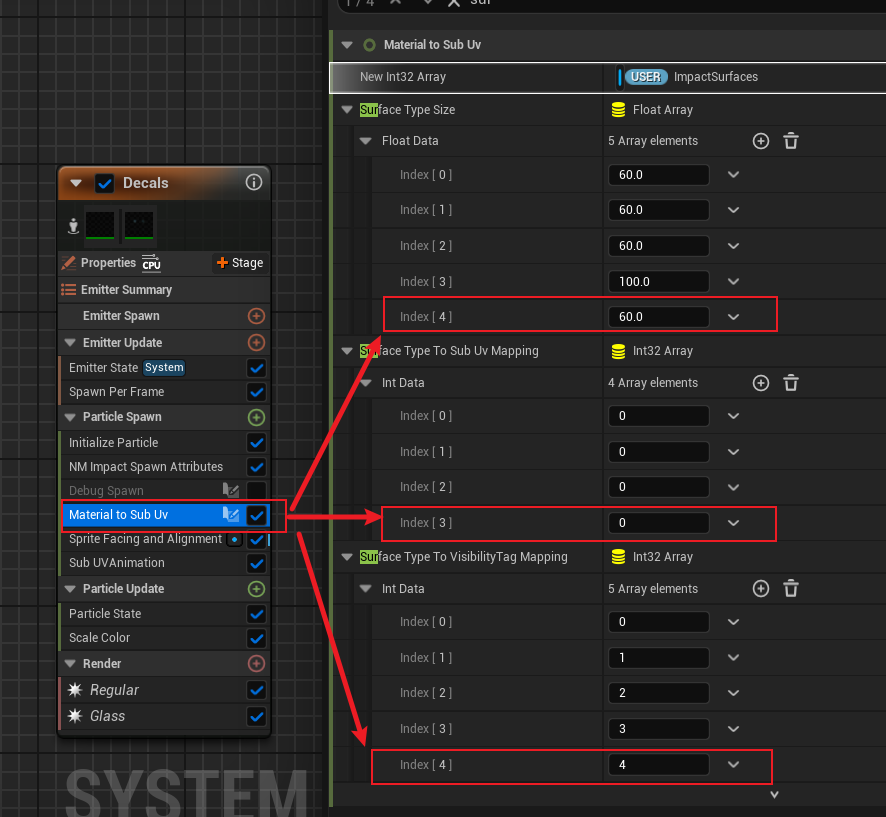 1 / 4 sur
Material to Sub Uv
New Int32 Array USER ImpactSurfaces
Surface Type Size Float Array
Float Data 5 Array elements
Index [ 0 ] 60.0
Index [ 1 ] 60.0
Index [ 2 ] 60.0
Index [ 3 ] 100.0
Index [ 4 ] 60.0
Surface Type To Sub Uv Mapping Int32 Array
Int Data 4 Array elements
Index [ 0 ] 0
Index [ 1 ] 0
Index [ 2 ] 0
Index [ 3 ] 0
Surface Type To VisibilityTag Mapping Int32 Array
Int Data 5 Array elements
Index [ 0 ] 0
Index [ 1 ] 1
Index [ 2 ] 2
Index [ 3 ] 3
Index [ 4 ] 4
Decals
Properties CPU Stage
Emitter Summary
Emitter Spawn
Emitter Update
Emitter State System
Spawn Per Frame
Particle Spawn
Initialize Particle
NM Impact Spawn Attributes
Debug Spawn
Material to Sub Uv
Sprite Facing and Alignment
Sub UVAnimation
Particle Update
Particle State
Scale Color
Render
Regular
Glass
SYSTEM